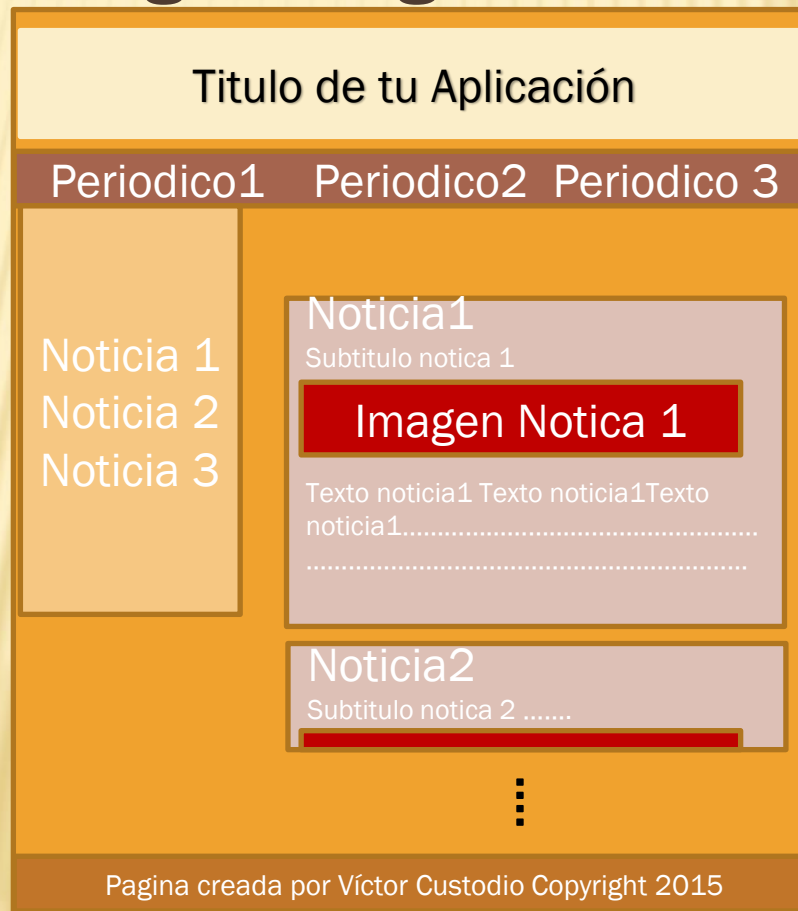 Titulo de tu Aplicación
Periodico1 Periodico2 Periodico 3
Noticia 1
Noticia 2
Noticia 3
Noticia1
Subtitulo notica 1
Imagen Notica 1
Texto noticia1 Texto noticia1Texto
noticia1...................................................
...............................................................
Noticia2
Subtitulo notica 2 .......
Pagina creada por Víctor Custodio Copyright 2015